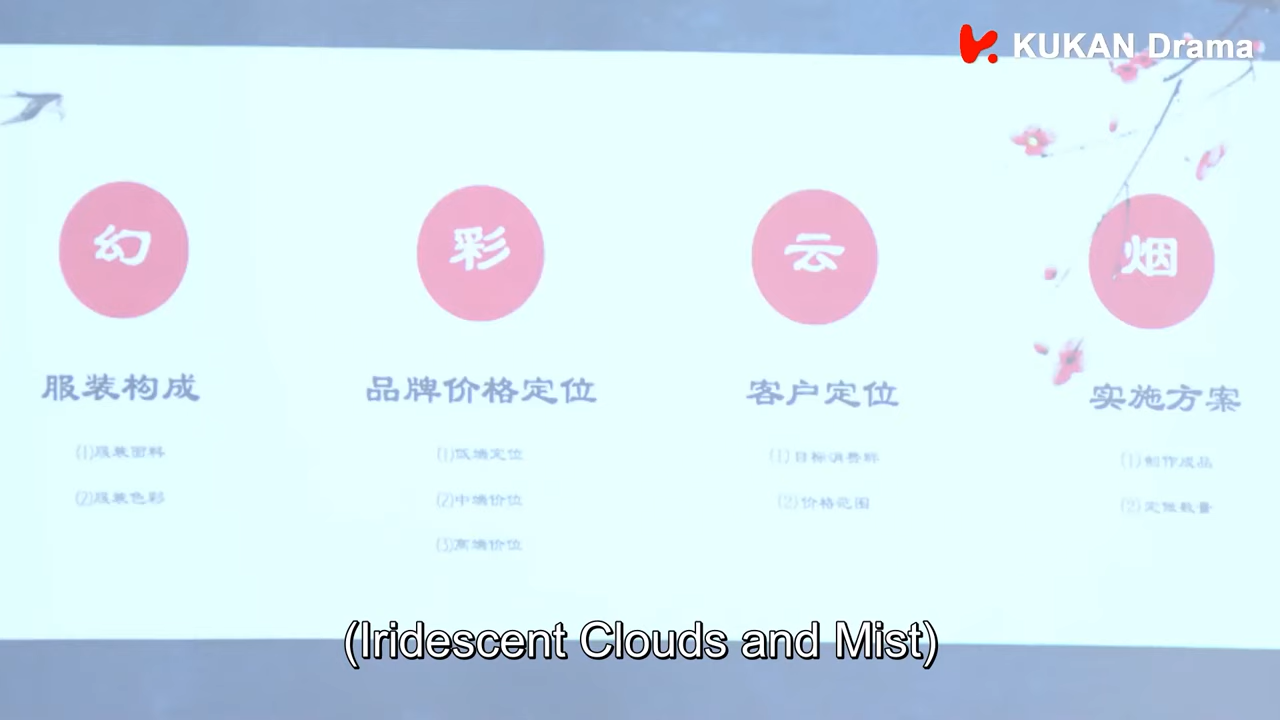 KUKAN Drama
幻 彩 云 烟
服装构成 品牌价格定位 客户定位 实施方案
(1)服装面料 (1)低端定位 (1)目标消费群 (1)制作成品
(2)服装色彩 (2)中端价位 (2)价格范围 (2)定做数量
(3)高端价位
(Iridescent Clouds and Mist)